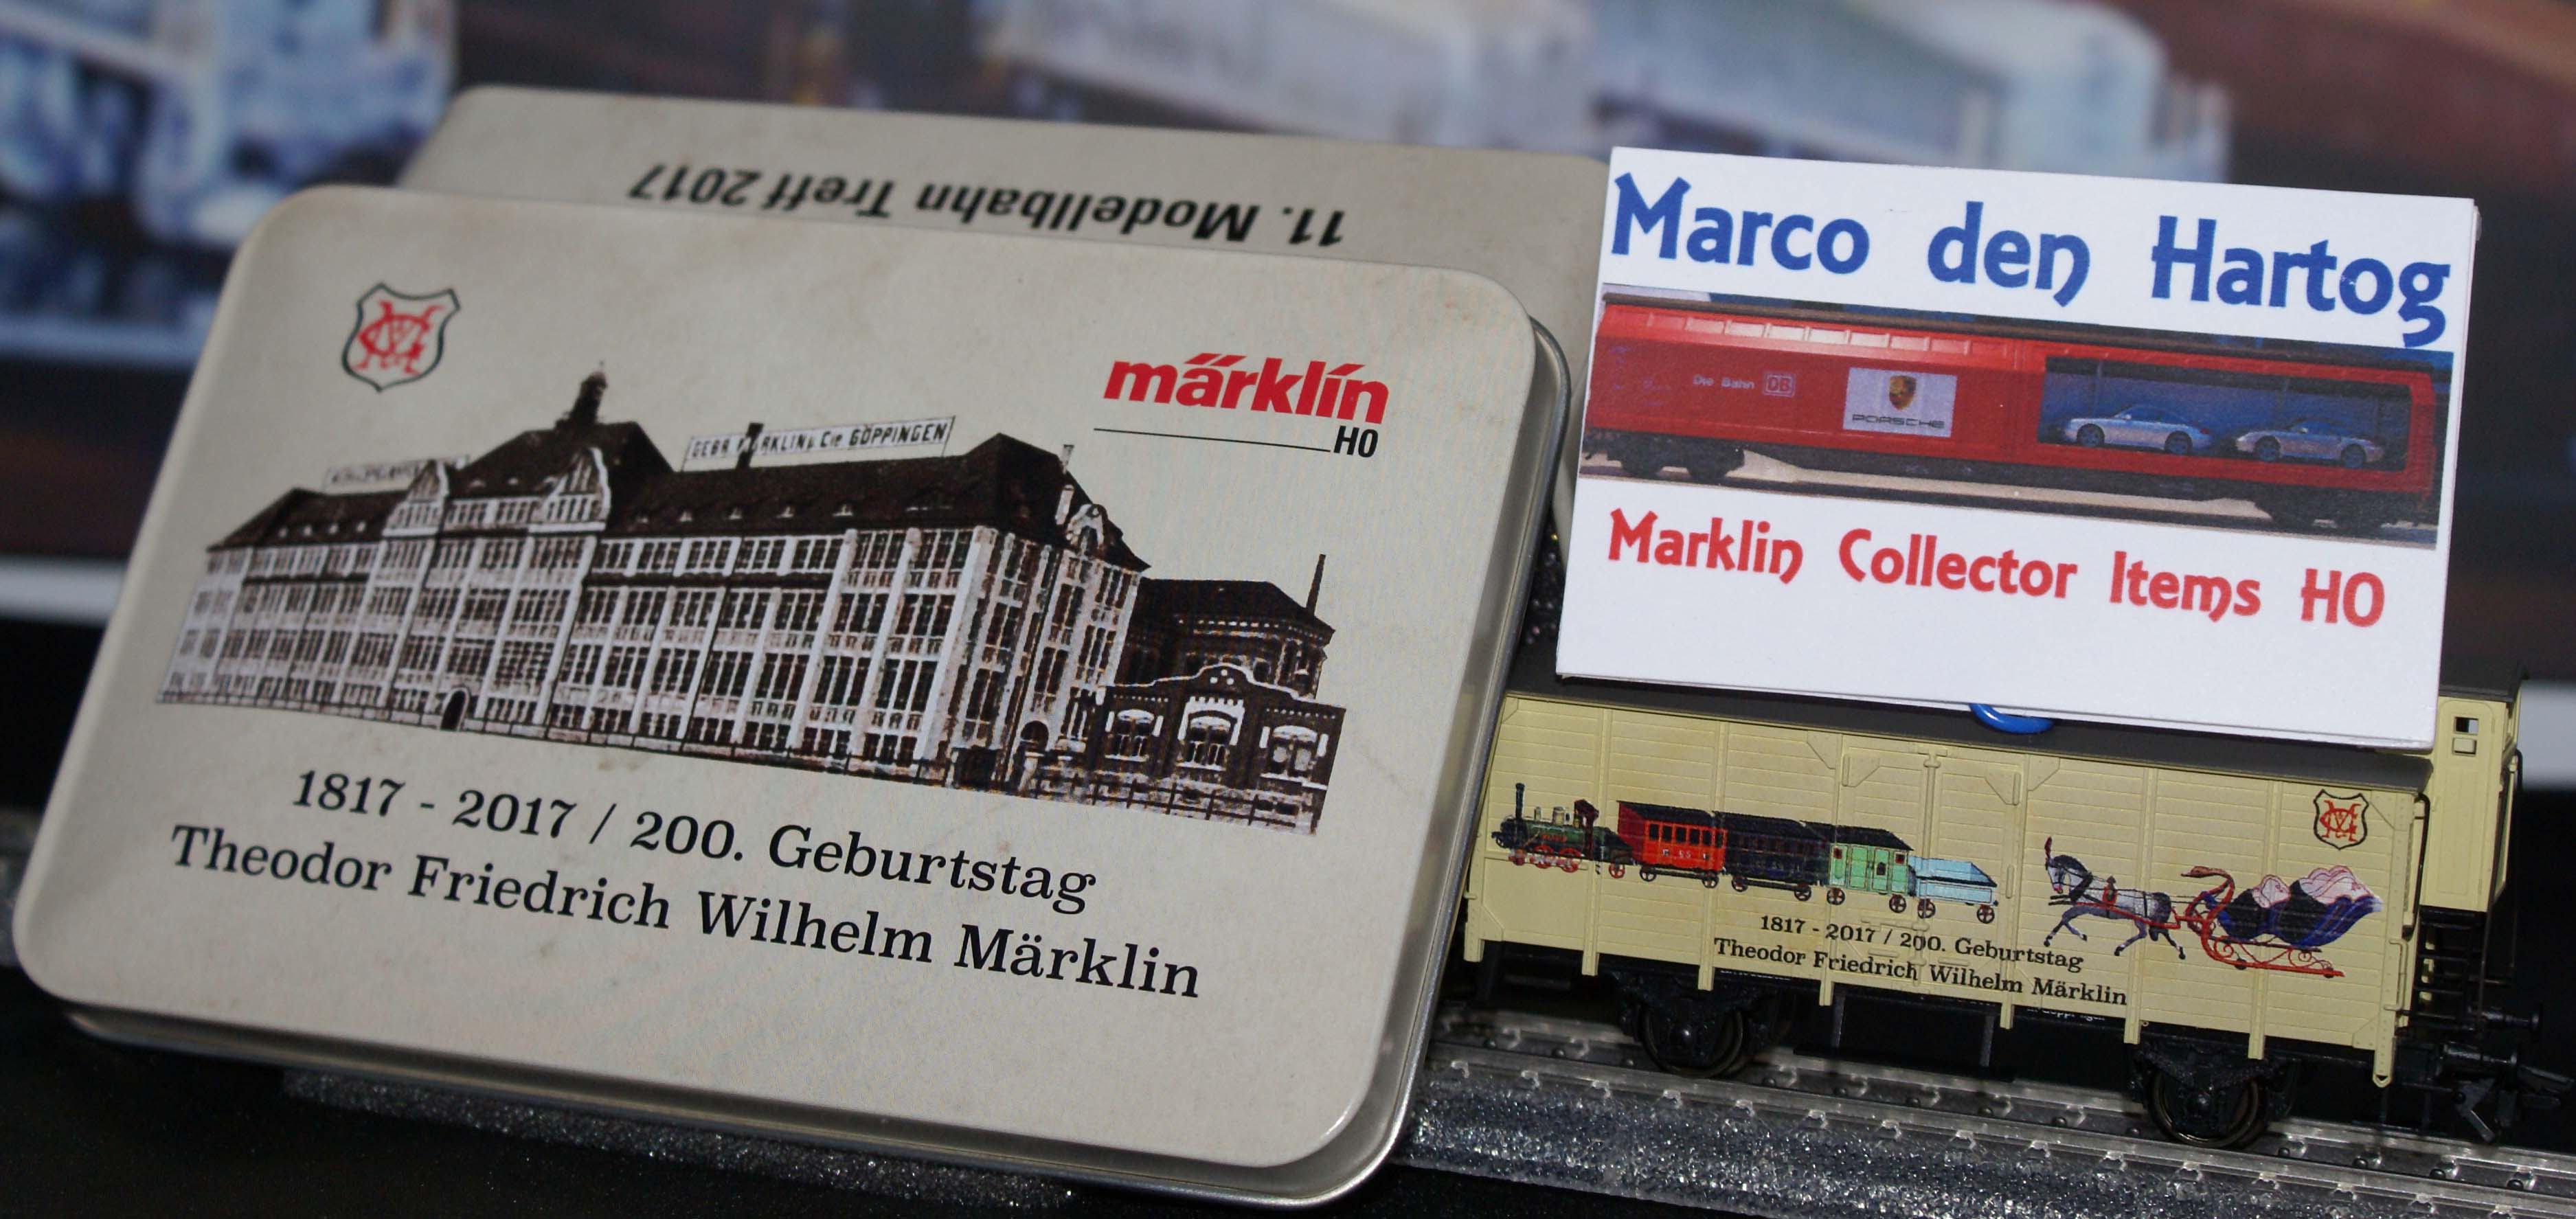 11. Modellbahn Treff 2017
märklin
H0
GEBR. MÄRKLIN & Cie. GÖPPINGEN
1817 - 2017 / 200. Geburtstag
Theodor Friedrich Wilhelm Märklin
Marco den Hartog
Die Bahn DB
PORSCHE
Marklin Collector Items HO
1817 - 2017 / 200. Geburtstag
Theodor Friedrich Wilhelm Märklin